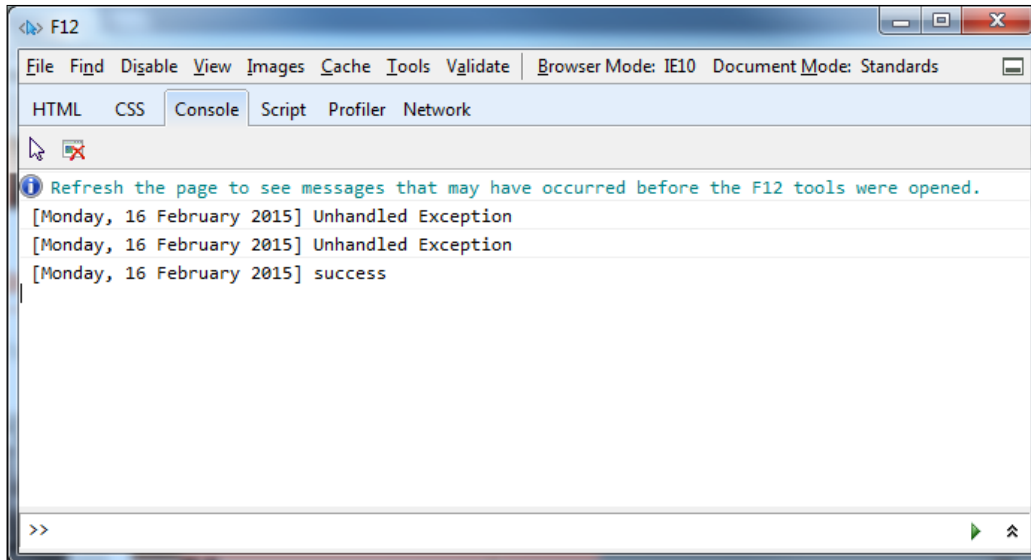 F12
File Find Disable View Images Cache Tools Validate Browser Mode: IE10 Document Mode: Standards
HTML CSS Console Script Profiler Network
Refresh the page to see messages that may have occurred before the F12 tools were opened.
[Monday, 16 February 2015] Unhandled Exception
[Monday, 16 February 2015] Unhandled Exception
[Monday, 16 February 2015] success
>>